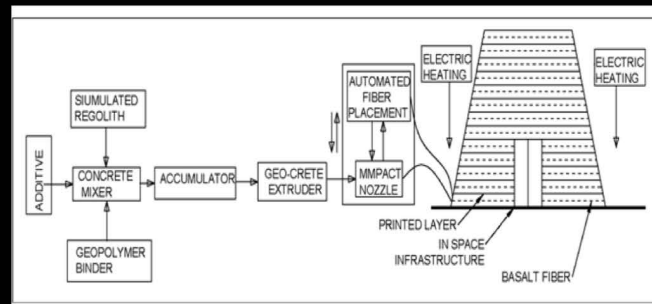 SIUMULATED
REGOLITH
ADDITIVE
CONCRETE
MIXER
GEOPOLYMER
BINDER
ACCUMULATOR
GEO-CRETE
EXTRUDER
AUTOMATED
FIBER
PLACEMENT
MMPACT
NOZZLE
ELECTRIC
HEATING
ELECTRIC
HEATING
PRINTED LAYER
IN SPACE
INFRASTRUCTURE
BASALT FIBER